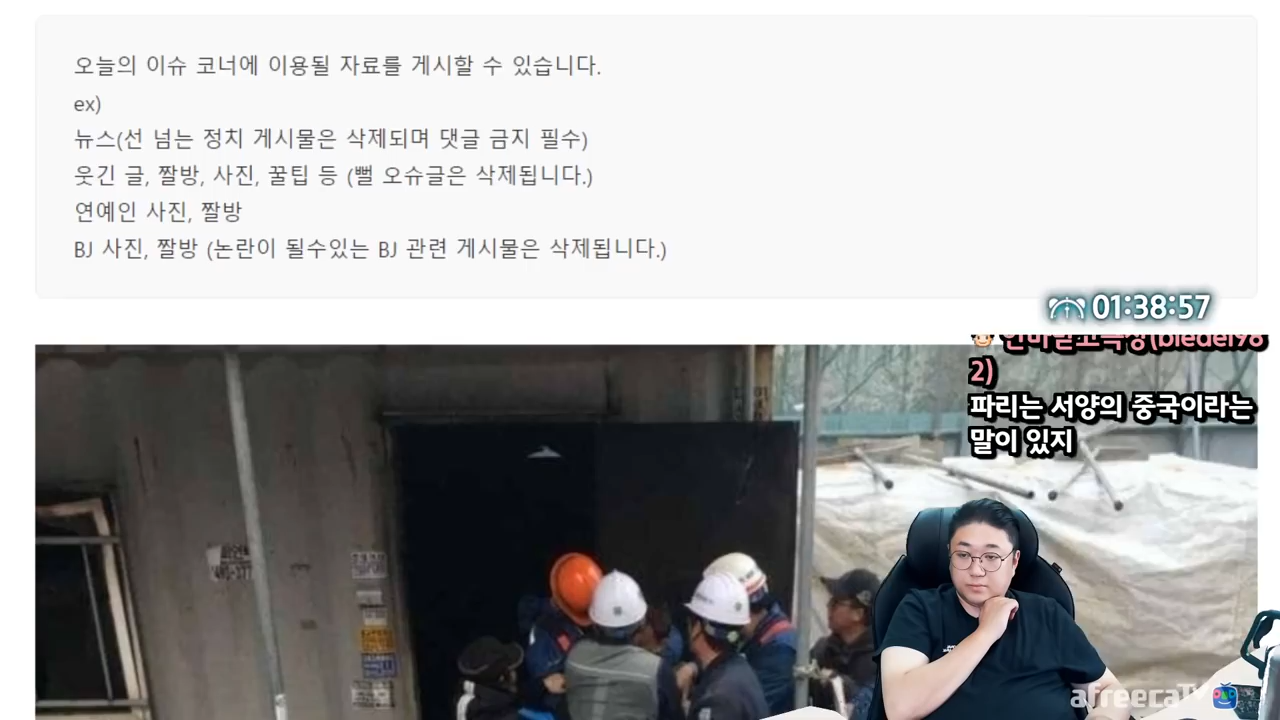 오늘의 이슈 코너에 이용될 자료를 게시할 수 있습니다.
ex)
뉴스(선 넘는 정치 게시물은 삭제되며 댓글 금지 필수)
웃긴 글, 짤방, 사진, 꿀팁 등 (뻘 오슈글은 삭제됩니다.)
연예인 사진, 짤방
BJ 사진, 짤방 (논란이 될수있는 BJ 관련 게시물은 삭제됩니다.)
01:38:57
2)
파리는 서양의 중국이라는
말이 있지
afreecaTV